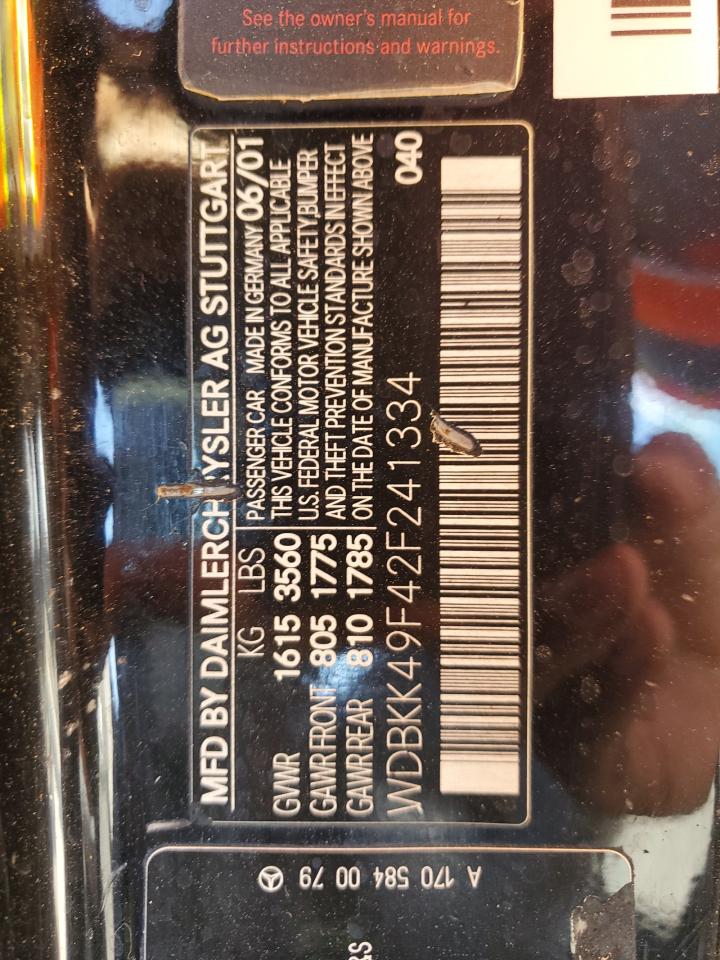 See the owner's manual for
further instructions and warnings.
MFD BY DAIMLERCHRYSLER AG STUTTGART
KG LBS
GVWR 1615 3560
GAWR FRONT 805 1775
GAWR REAR 810 1785
PASSENGER CAR MADE IN GERMANY 06/01
THIS VEHICLE CONFORMS TO ALL APPLICABLE
U.S. FEDERAL MOTOR VEHICLE SAFETY,BUMPER
AND THEFT PREVENTION STANDARDS IN EFFECT
ON THE DATE OF MANUFACTURE SHOWN ABOVE
WDBKK49F42F241334
040
A 170 584 00 79